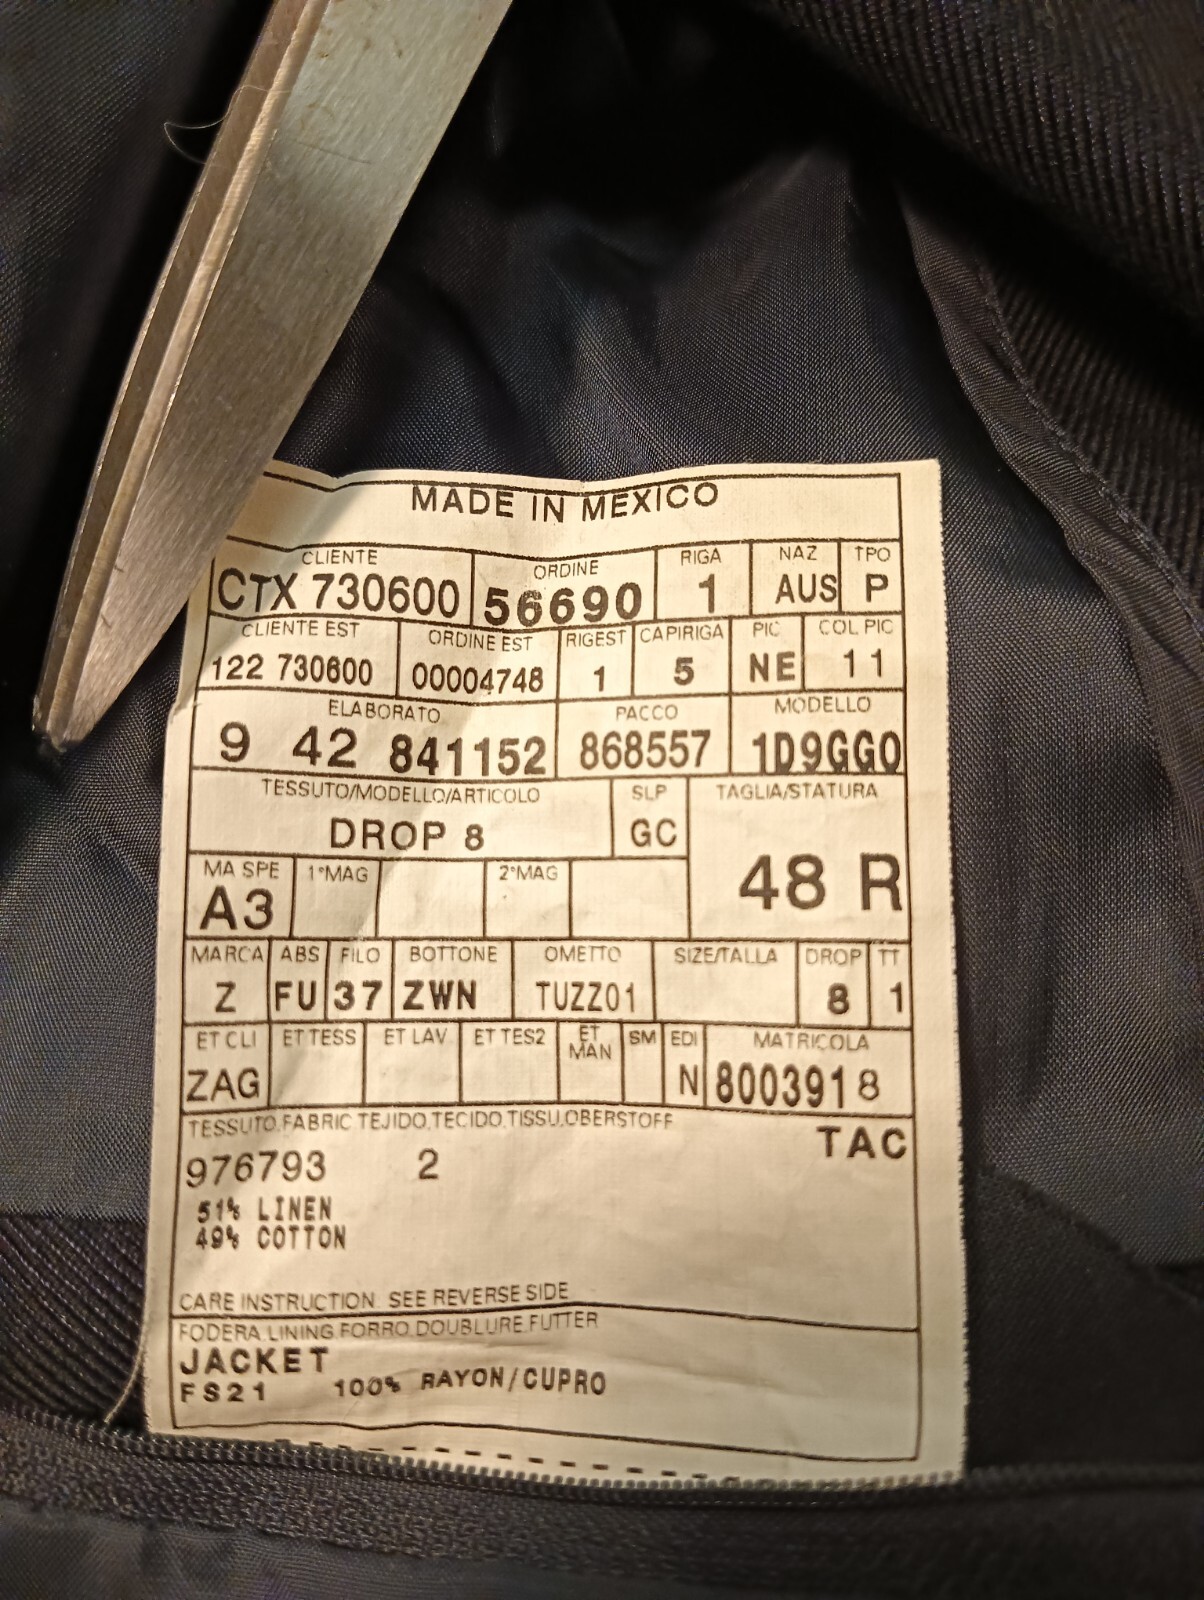 MADE IN MEXICO
CLIENTE ORDINE RIGA NAZ TPO
CTX 730600 56690 1 AUS P
CLIENTE EST ORDINE EST RIGEST CAPIRIGA PIC COL PIC
122 730600 00004748 1 5 NE 11
ELABORATO PACCO MODELLO
9 42 841152 868557 1D9GG0
TESSUTO/MODELLO/ARTICOLO SLP TAGLIA/STATURA
DROP 8 GC 48 R
MA SPE 1°MAG 2°MAG
A3
MARCA ABS FILO BOTTONE OMETTO SIZE/TALLA DROP TT
Z FU 37 ZWN TUZZ01 8 1
ET CLI ET TESS ET LAV ET TES2 ET MAN SM EDI MATRICOLA
ZAG N 8003918
TESSUTO.FABRIC TEJIDO.TECIDO.TISSU.OBERSTOFF
TAC
976793 2
51% LINEN
49% COTTON
CARE INSTRUCTION SEE REVERSE SIDE
FODERA LINING.FORRO DOUBLURE.FUTTER
JACKET
FS21 100% RAYON/CUPRO